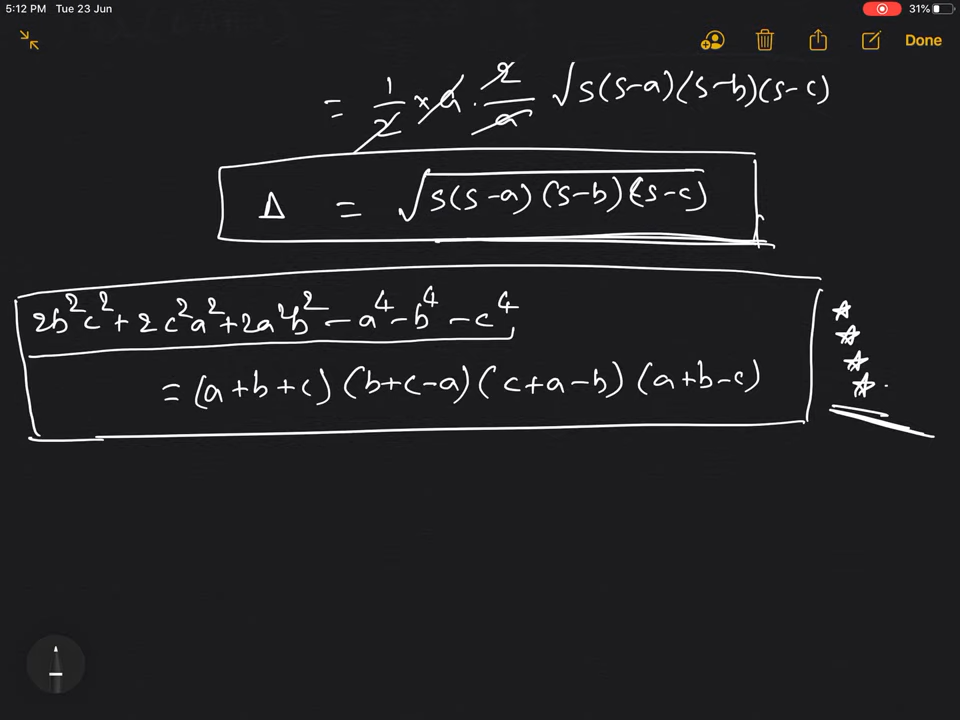 5:12 PM Tue 23 Jun 31%
Done
= 1/2 × a · 2/a √s(s-a)(s-b)(s-c)
Δ = √s(s-a)(s-b)(s-c)
2b²c² + 2c²a² + 2a²b² - a⁴ - b⁴ - c⁴
= (a+b+c)(b+c-a)(c+a-b)(a+b-c)